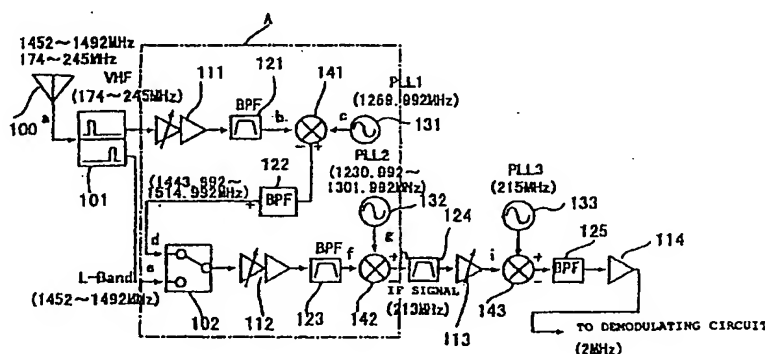 A
1452~1492MHz
174~245MHz
VHF
(174~245MHz)
111
121
141
PLL1
(1269.992MHz)
BPF
100
a
b
c
131
101
(1443.992~
1514.992MHz)
122
BPF
PLL2
(1230.992~
1301.992MHz)
132
124
PLL3
(215MHz)
133
125
114
d
e
BPF
f
g
i
BPF
L-Band
(1452~1492MHz)
102
112
123
142
IF SIGNAL
(213MHz)
113
143
TO DEMODULATING CIRCUIT
(2MHz)